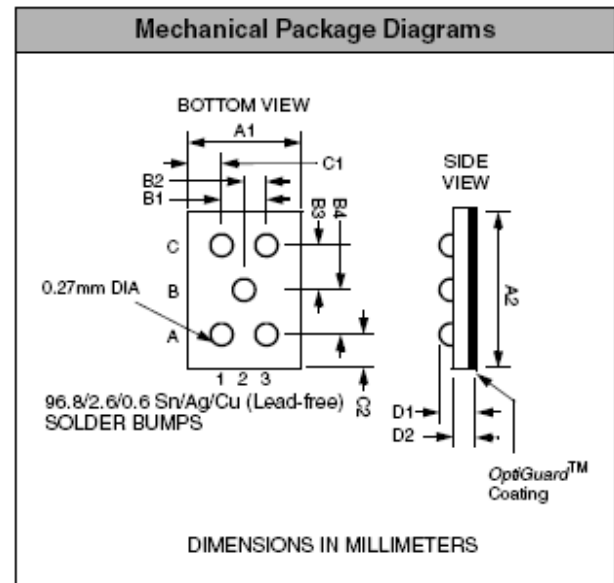 Mechanical Package Diagrams
BOTTOM VIEW
A1
C1
B2
B1
B3
B4
SIDE
VIEW
C
B
A
0.27mm DIA
A2
1 2 3
96.8/2.6/0.6 Sn/Ag/Cu (Lead-free)
SOLDER BUMPS
C2
D1
D2
OptiGuard™
Coating
DIMENSIONS IN MILLIMETERS